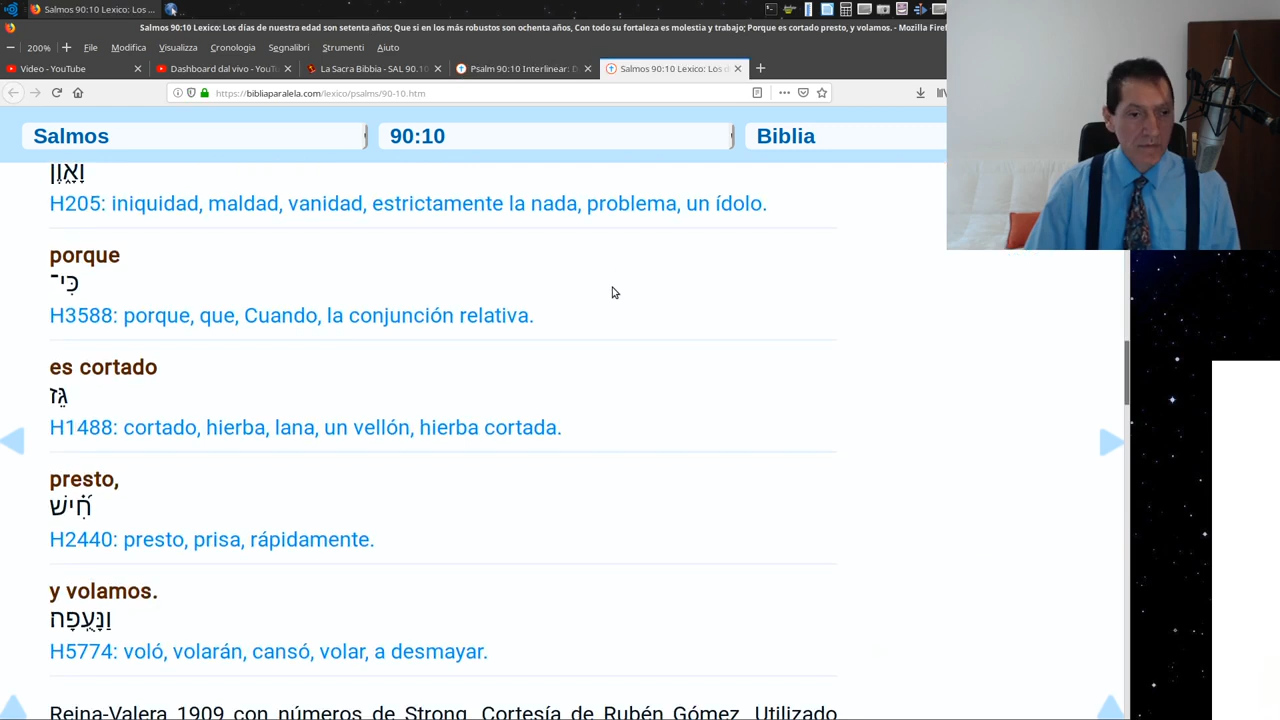 Salmos 90:10 Lexico: Los ...
Salmos 90:10 Lexico: Los días de nuestra edad son setenta años; Que si en los más robustos son ochenta años, Con todo su fortaleza es molestia y trabajo; Porque es cortado presto, y volamos. - Mozilla Firef
200% File Modifica Visualizza Cronologia Segnalibri Strumenti Aiuto
Video - YouTube Dashboard dal vivo - YouTu La Sacra Bibbia - SAL 90.10 Psalm 90:10 Interlinear: D Salmos 90:10 Lexico: Los d
https://bibliaparalela.com/lexico/psalms/90-10.htm
Salmos 90:10 Biblia
וָאָ֑וֶן
H205: iniquidad, maldad, vanidad, estrictamente la nada, problema, un ídolo.
porque
כִּי־
H3588: porque, que, Cuando, la conjunción relativa.
es cortado
גָּ֥ז
H1488: cortado, hierba, lana, un vellón, hierba cortada.
presto,
חִ֝֗ישׁ
H2440: presto, prisa, rápidamente.
y volamos.
וַנָּעֻֽפָה
H5774: voló, volarán, cansó, volar, a desmayar.
Reina-Valera 1909 con números de Strong. Cortesía de Rubén Gómez. Utilizado